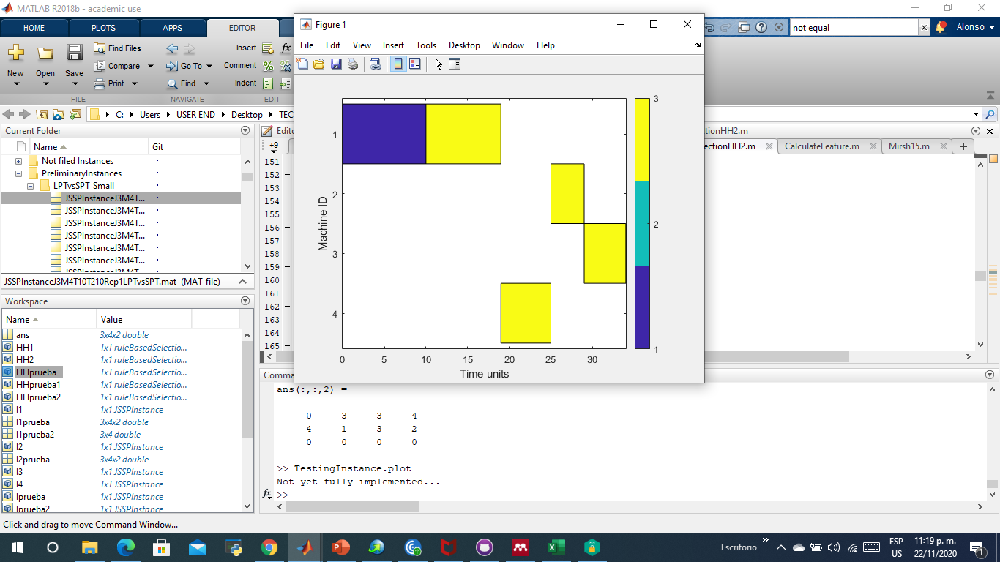 MATLAB R2018b - academic use
HOME PLOTS APPS EDITOR
not equal
Alonso
New Open Save
Find Files
Compare
Print
Go To
Find
Insert
Comment
Indent
FILE NAVIGATE EDIT
C: Users USER END Desktop TEC
Current Folder
Name Git
Not filed Instances
PreliminaryInstances
LPTvsSPT_Small
JSSPInstanceJ3M4T...
JSSPInstanceJ3M4T...
JSSPInstanceJ3M4T...
JSSPInstanceJ3M4T...
JSSPInstanceJ3M4T...
JSSPInstanceJ3M4T...
JSSPInstanceJ3M4T10T210Rep1LPTvsSPT.mat (MAT-file)
Workspace
Name Value
ans 3x4x2 double
HH1 1x1 ruleBasedSelectio...
HH2 1x1 ruleBasedSelectio...
HHprueba 1x1 ruleBasedSelectio...
HHprueba1 1x1 ruleBasedSelectio...
HHprueba2 1x1 ruleBasedSelectio...
I1 1x1 JSSPInstance
I1prueba 3x4x2 double
I1prueba2 3x4 double
I2 1x1 JSSPInstance
I2prueba 3x4x2 double
I3 1x1 JSSPInstance
I4 1x1 JSSPInstance
Iprueba 1x1 JSSPInstance
Iprueba2 1x1 JSSPInstance
Click and drag to move Command Window...
Edito
ctionHH2.m
+9
ectionHH2.m CalculateFeature.m Mirsh15.m +
151
152
153
154
155
156
157
158
159
160
161
162
163
164
165
Figure 1
File Edit View Insert Tools Desktop Window Help
Machine ID
1
2
3
4
0 5 10 15 20 25 30
Time units
3
2
1
Comma
ans(:,:,2) =
0 3 3 4
4 1 3 2
0 0 0 0
>> TestingInstance.plot
Not yet fully implemented...
fx >>
Escritorio
ESP
US
11:19 p. m.
22/11/2020
1